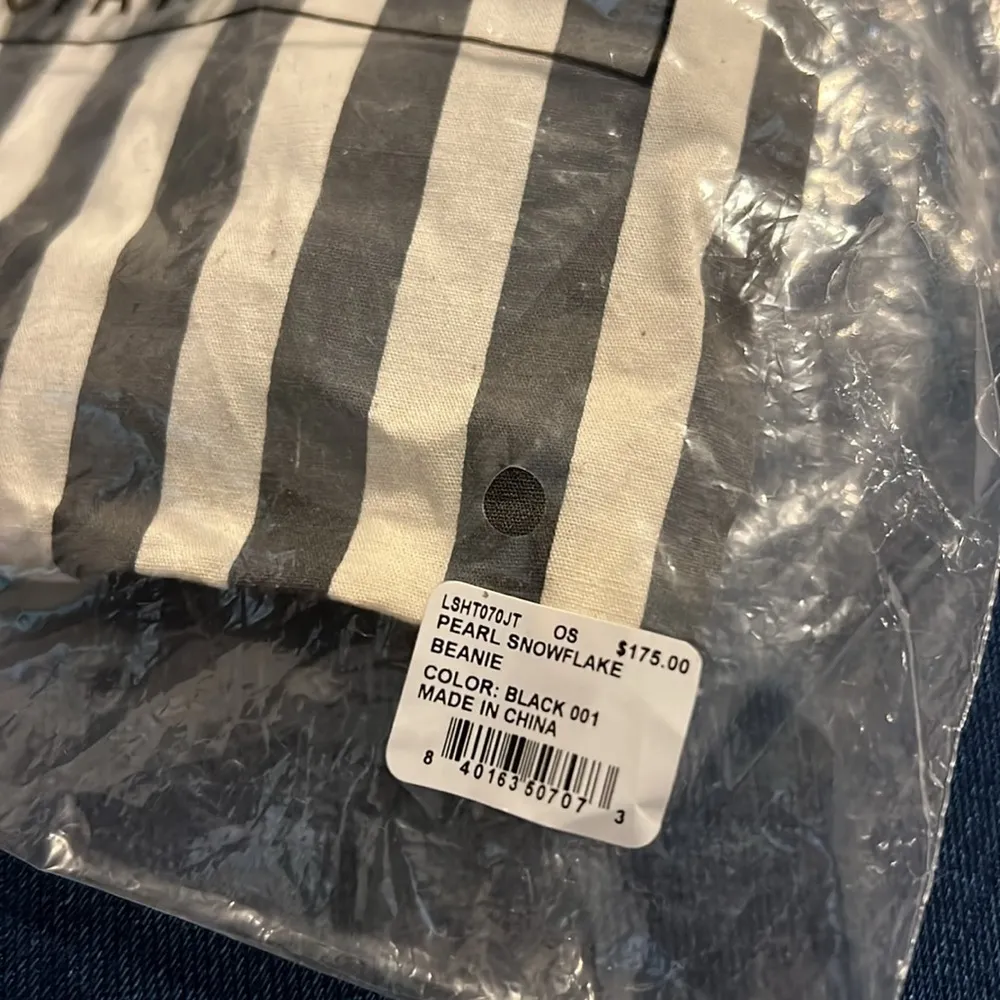 LSHT070JT OS $175.00
PEARL SNOWFLAKE
BEANIE
COLOR: BLACK 001
MADE IN CHINA
8 40163 50707 3